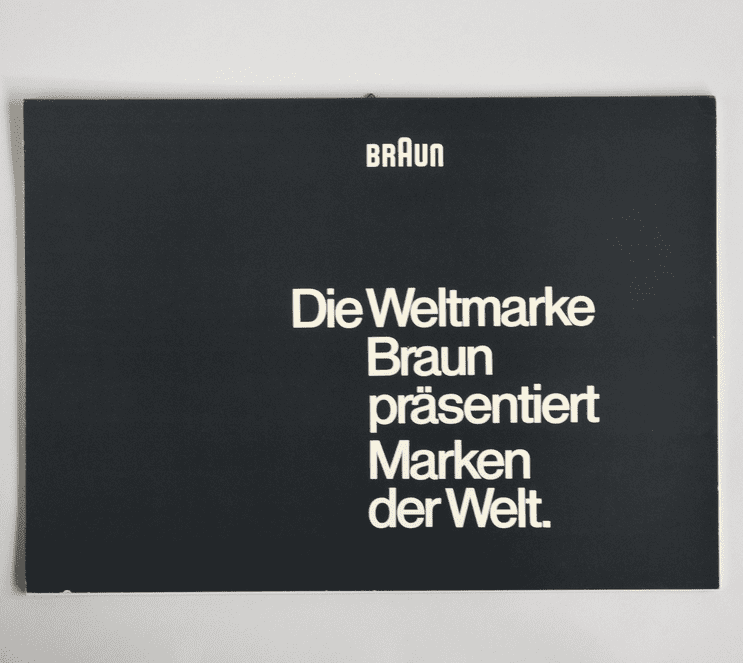 BRAUN
Die Weltmarke
Braun
präsentiert
Marken
der Welt.